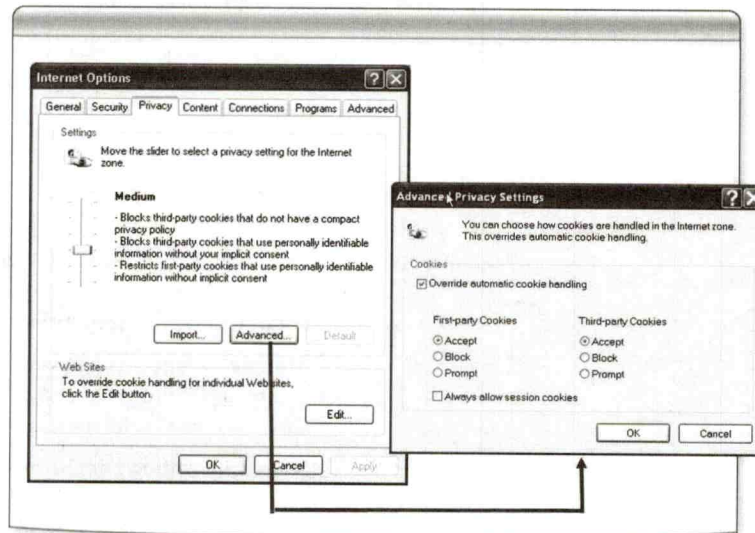 Internet Options
General Security Privacy Content Connections Programs Advanced
Settings
Move the slider to select a privacy setting for the Internet
zone.
Medium
- Blocks third-party cookies that do not have a compact
privacy policy
- Blocks third-party cookies that use personally identifiable
information without your implicit consent
- Restricts first-party cookies that use personally identifiable
information without implicit consent
Import... Advanced... Default
Web Sites
To override cookie handling for individual Web sites,
click the Edit button.
Edit...
OK Cancel Apply
Advanced Privacy Settings
You can choose how cookies are handled in the Internet zone.
This overrides automatic cookie handling.
Cookies
Override automatic cookie handling
First-party Cookies Third-party Cookies
Accept Accept
Block Block
Prompt Prompt
Always allow session cookies
OK Cancel